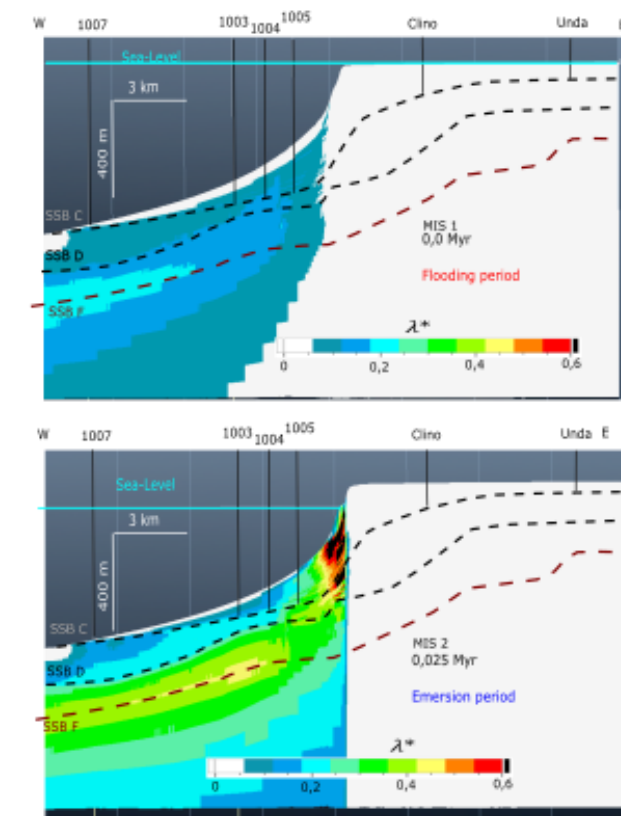 W 1007 1003 1004 1005 Clino Unda
Sea-Level
3 km
400 m
SSB C
SSB D
SSB F
MIS 1
0,0 Myr
Flooding period
λ*
0 0,2 0,4 0,6
W 1007 1003 1004 1005 Clino Unda E
Sea-Level
3 km
400 m
SSB C
SSB D
SSB F
MIS 2
0,025 Myr
Emersion period
λ*
0 0,2 0,4 0,6